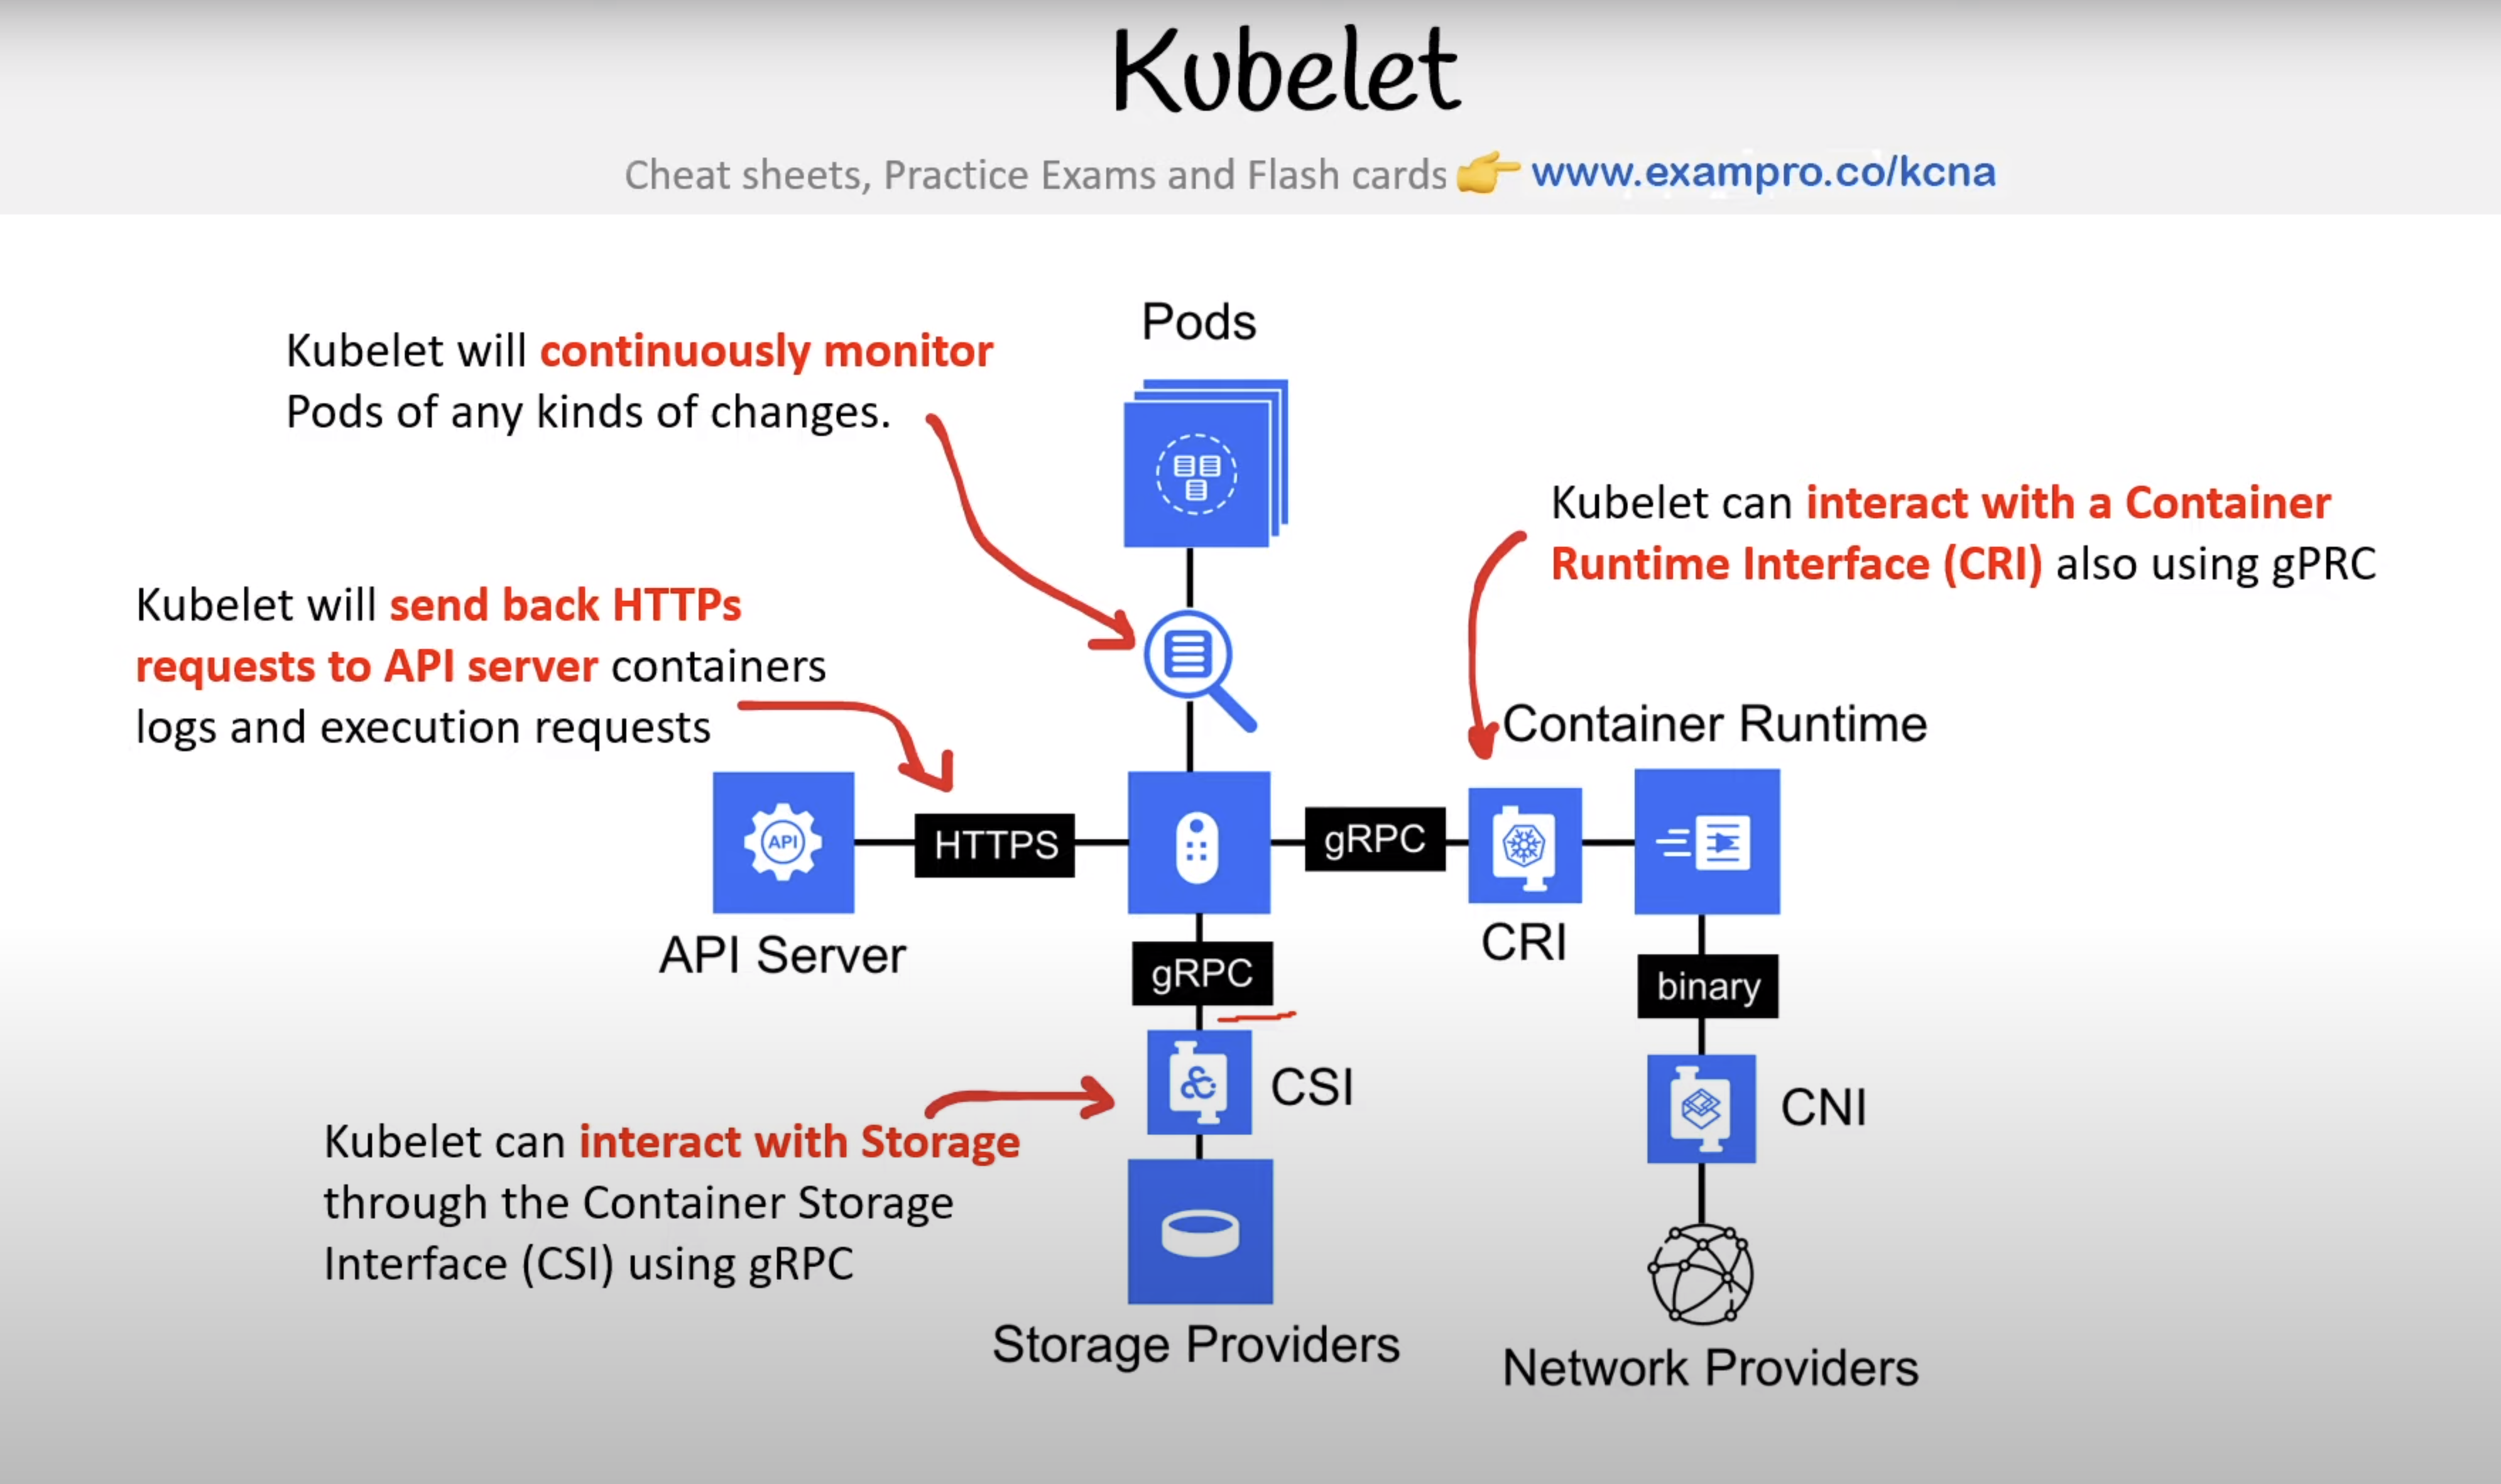 Kubelet
Cheat sheets, Practice Exams and Flash cards 👉 www.exampro.co/kcna
Pods
Kubelet will continuously monitor
Pods of any kinds of changes.
Kubelet can interact with a Container
Runtime Interface (CRI) also using gPRC
Kubelet will send back HTTPs
requests to API server containers
logs and execution requests
Container Runtime
API
HTTPS
gRPC
API Server
CRI
gRPC
binary
CSI
CNI
Kubelet can interact with Storage
through the Container Storage
Interface (CSI) using gRPC
Storage Providers
Network Providers